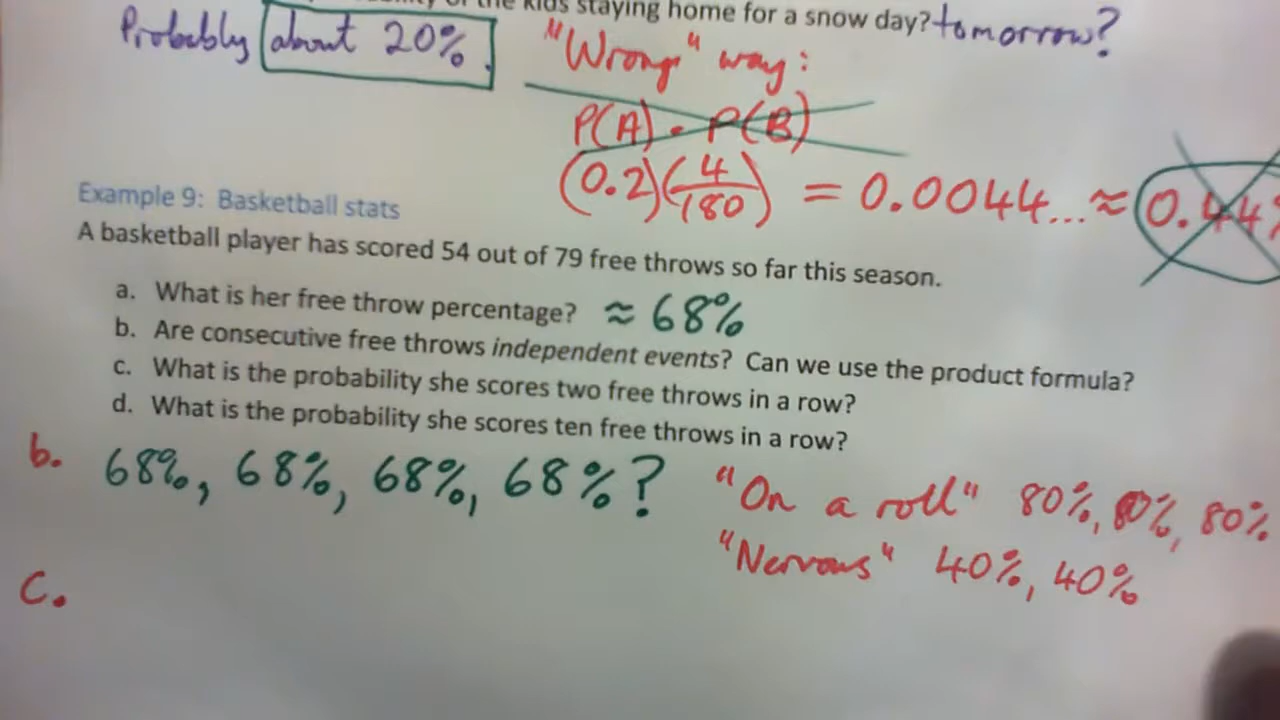 the kids staying home for a snow day? tomorrow?
Probably about 20%.
"Wrong" way:
P(A) • P(B)
(0.2)(4/180) = 0.0044... ≈ 0.44%
Example 9: Basketball stats
A basketball player has scored 54 out of 79 free throws so far this season.
a. What is her free throw percentage? ≈ 68%
b. Are consecutive free throws independent events? Can we use the product formula?
c. What is the probability she scores two free throws in a row?
d. What is the probability she scores ten free throws in a row?
b. 68%, 68%, 68%, 68%? "On a roll" 80%, 80%, 80%
"Nervous" 40%, 40%
c.